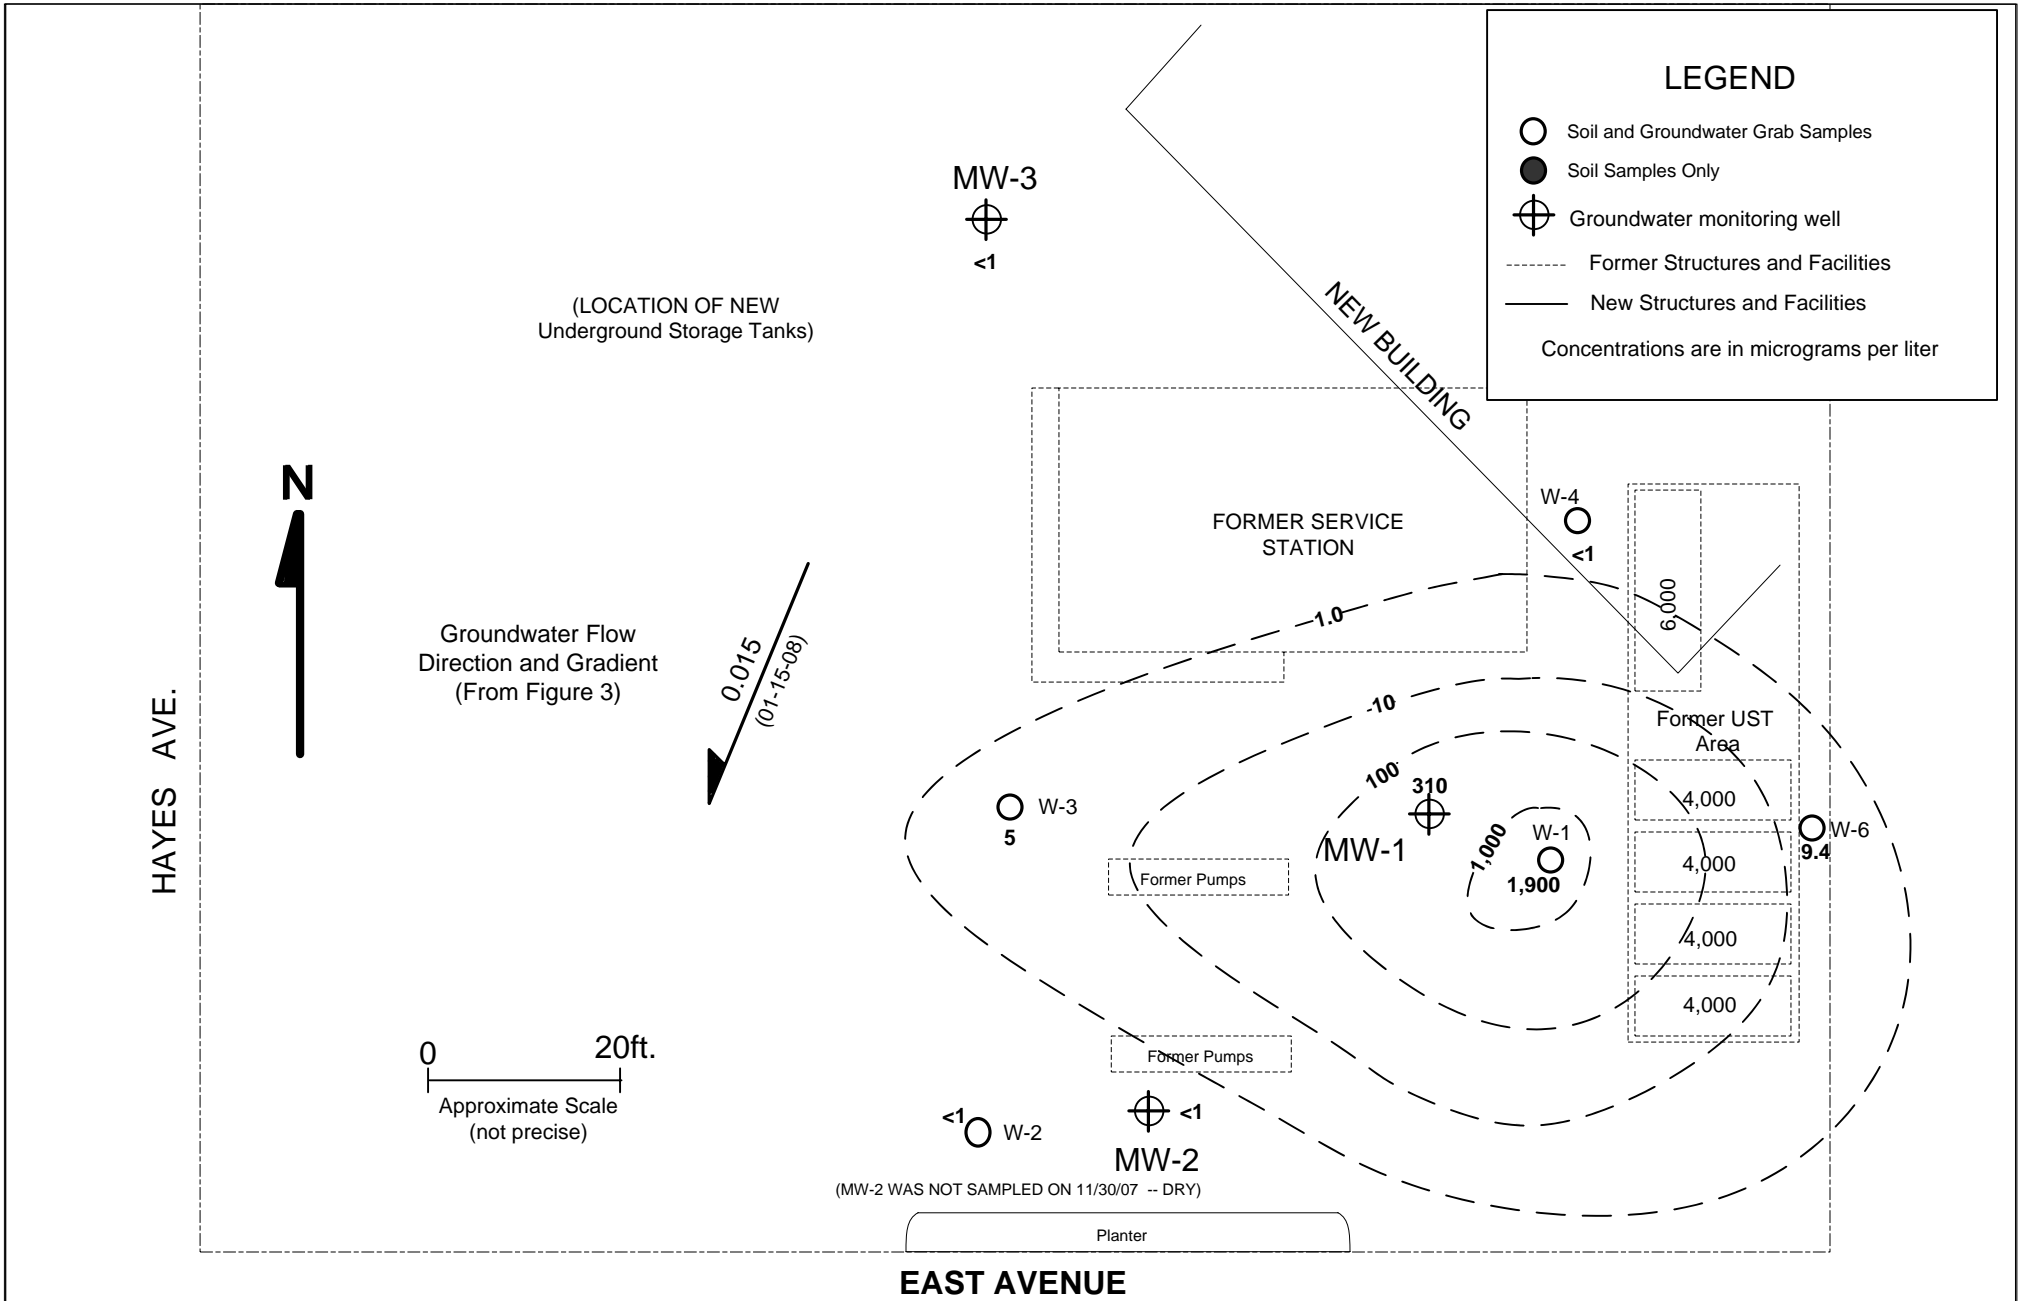 LEGEND
Soil and Groundwater Grab Samples
Soil Samples Only
Groundwater monitoring well
Former Structures and Facilities
New Structures and Facilities
Concentrations are in micrograms per liter
MW-3
<1
(LOCATION OF NEW
Underground Storage Tanks)
NEW BUILDING
N
W-4
<1
FORMER SERVICE
STATION
6,000
1.0
Groundwater Flow
Direction and Gradient
(From Figure 3)
0.015
(01-15-08)
HAYES AVE.
10
Former UST
Area
100
310
MW-1
1,000
W-1
1,900
4,000
4,000
4,000
4,000
W-6
9.4
W-3
5
Former Pumps
Former Pumps
0 20ft.
Approximate Scale
(not precise)
<1
W-2
<1
MW-2
(MW-2 WAS NOT SAMPLED ON 11/30/07 -- DRY)
Planter
EAST AVENUE